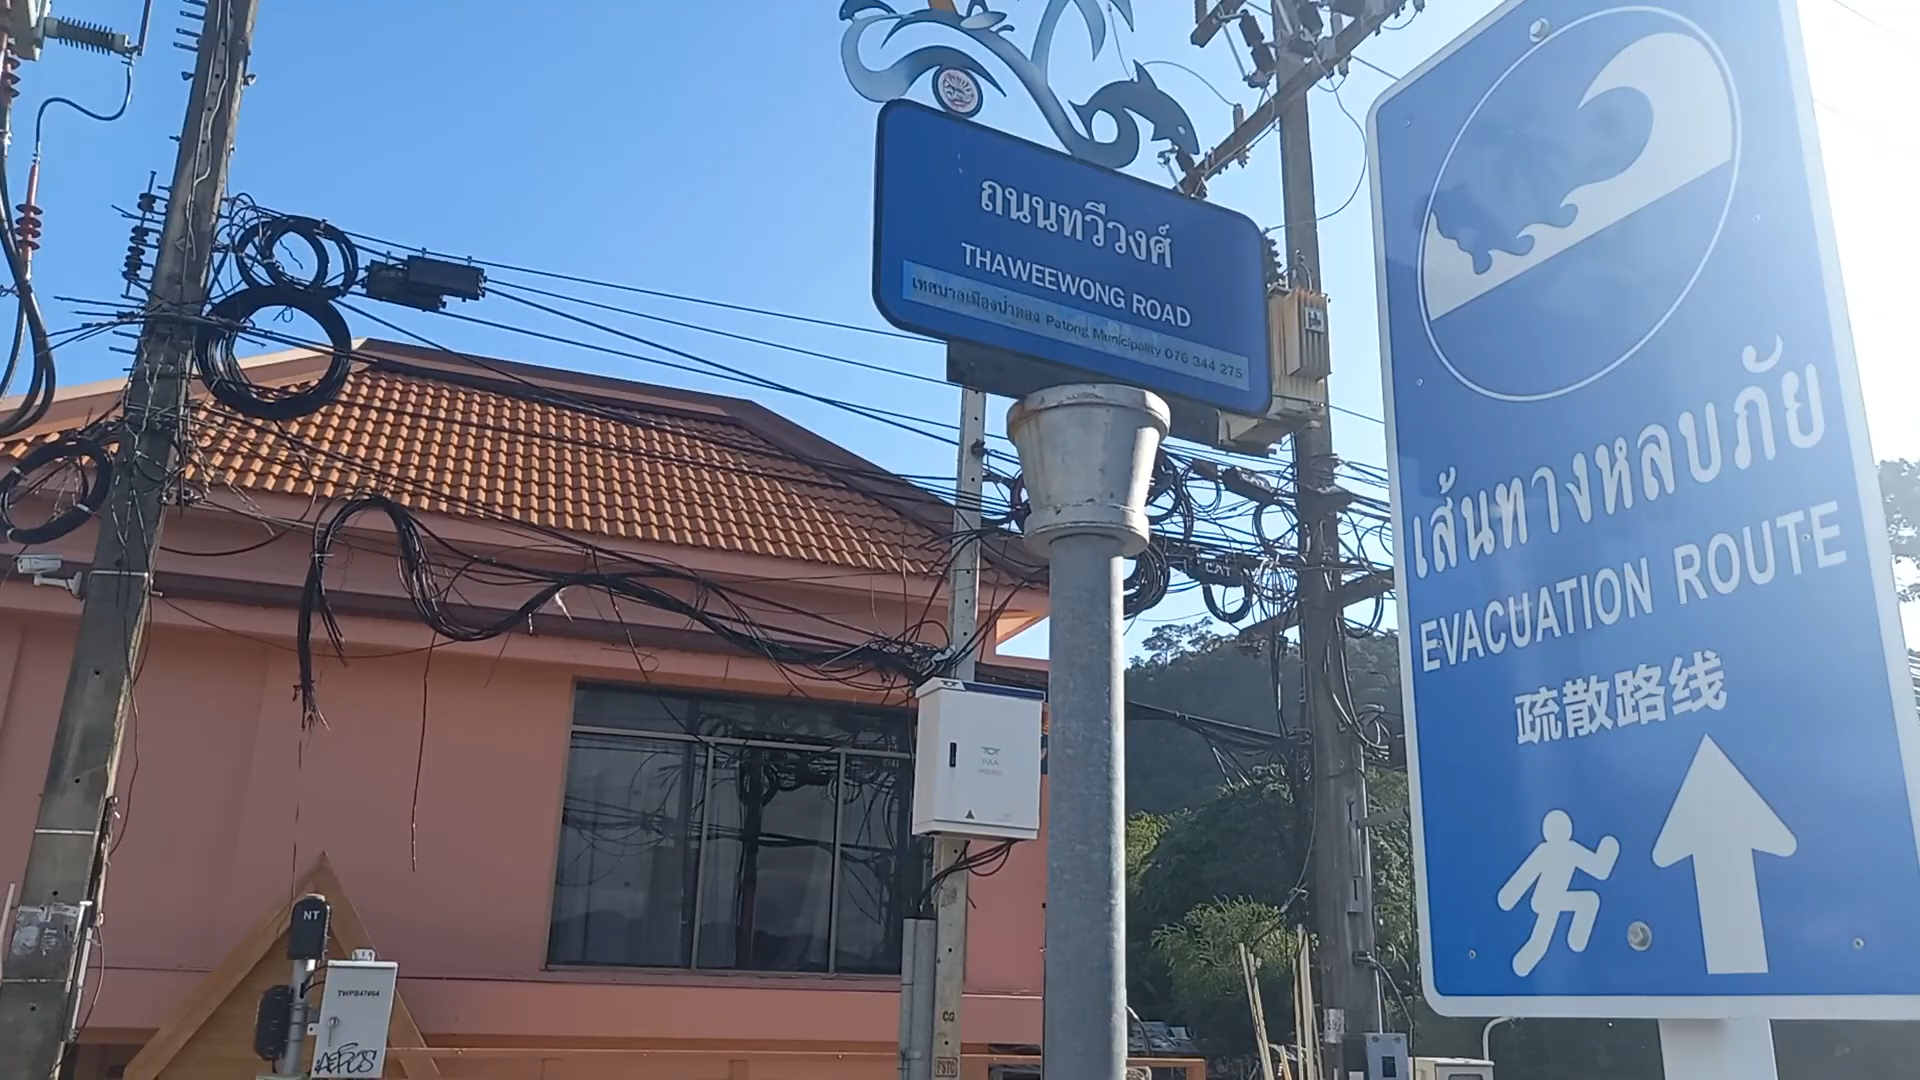 ถนนทวีวงศ์
THAWEEWONG ROAD
เทศบาลเมืองป่าตอง Patong Municipality 076 344 275
เส้นทางหลบภัย
EVACUATION ROUTE
疏散路线
CAT
TOT
NT